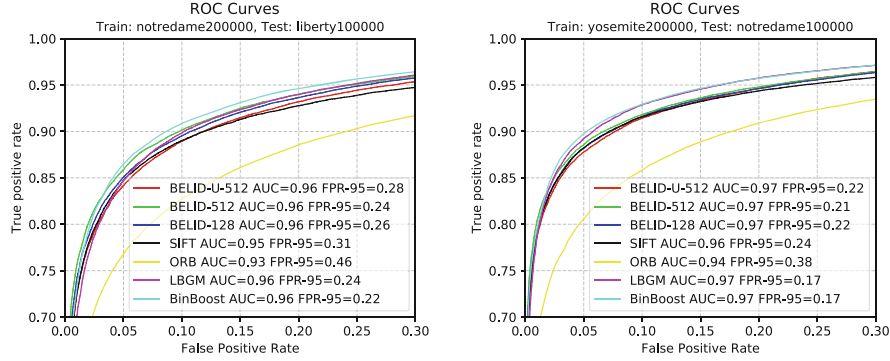 ROC Curves
Train: notredame200000, Test: liberty100000
1.00
0.95
0.90
0.85
0.80
0.75
0.70
True positive rate
BELID-U-512 AUC=0.96 FPR-95=0.28
BELID-512 AUC=0.96 FPR-95=0.24
BELID-128 AUC=0.96 FPR-95=0.26
SIFT AUC=0.95 FPR-95=0.31
ORB AUC=0.93 FPR-95=0.46
LBGM AUC=0.96 FPR-95=0.24
BinBoost AUC=0.96 FPR-95=0.22
0.00 0.05 0.10 0.15 0.20 0.25 0.30
False Positive Rate
ROC Curves
Train: yosemite200000, Test: notredame100000
1.00
0.95
0.90
0.85
0.80
0.75
0.70
True positive rate
BELID-U-512 AUC=0.97 FPR-95=0.22
BELID-512 AUC=0.97 FPR-95=0.21
BELID-128 AUC=0.97 FPR-95=0.22
SIFT AUC=0.96 FPR-95=0.24
ORB AUC=0.94 FPR-95=0.38
LBGM AUC=0.97 FPR-95=0.17
BinBoost AUC=0.97 FPR-95=0.17
0.00 0.05 0.10 0.15 0.20 0.25 0.30
False Positive Rate